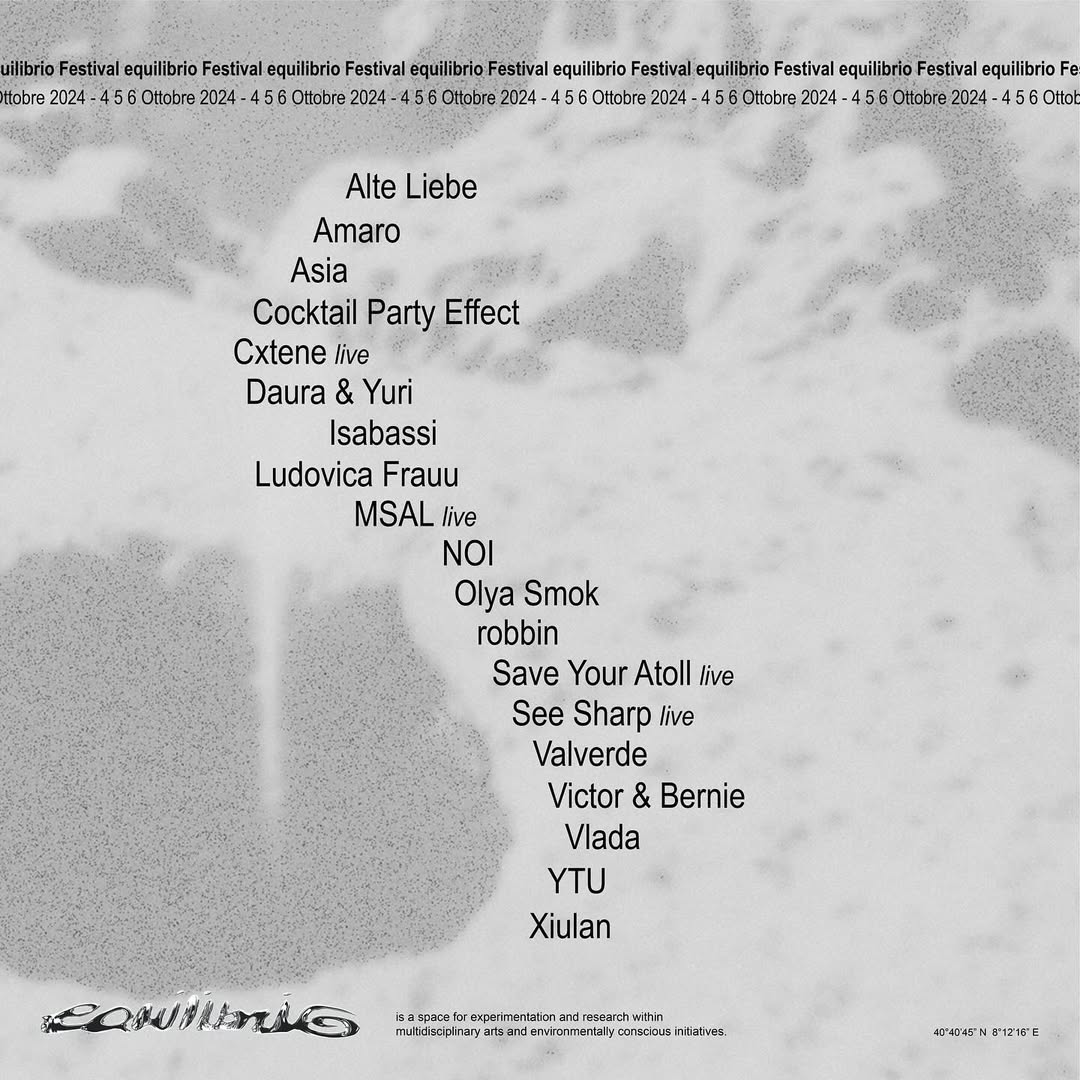 uilibrio Festival equilibrio Festival equilibrio Festival equilibrio Festival equilibrio Festival equilibrio Festival equilibrio Festival equilibrio Fes
Ottobre 2024 - 4 5 6 Ottobre 2024 - 4 5 6 Ottobre 2024 - 4 5 6 Ottobre 2024 - 4 5 6 Ottobre 2024 - 4 5 6 Ottobre 2024 - 4 5 6 Ottobre 2024 - 4 5 6 Ottob
Alte Liebe
Amaro
Asia
Cocktail Party Effect
Cxtene live
Daura & Yuri
Isabassi
Ludovica Frauu
MSAL live
NOI
Olya Smok
robbin
Save Your Atoll live
See Sharp live
Valverde
Victor & Bernie
Vlada
YTU
Xiulan
equilibrio
is a space for experimentation and research within
multidisciplinary arts and environmentally conscious initiatives.
40°40'45" N 8°12'16" E